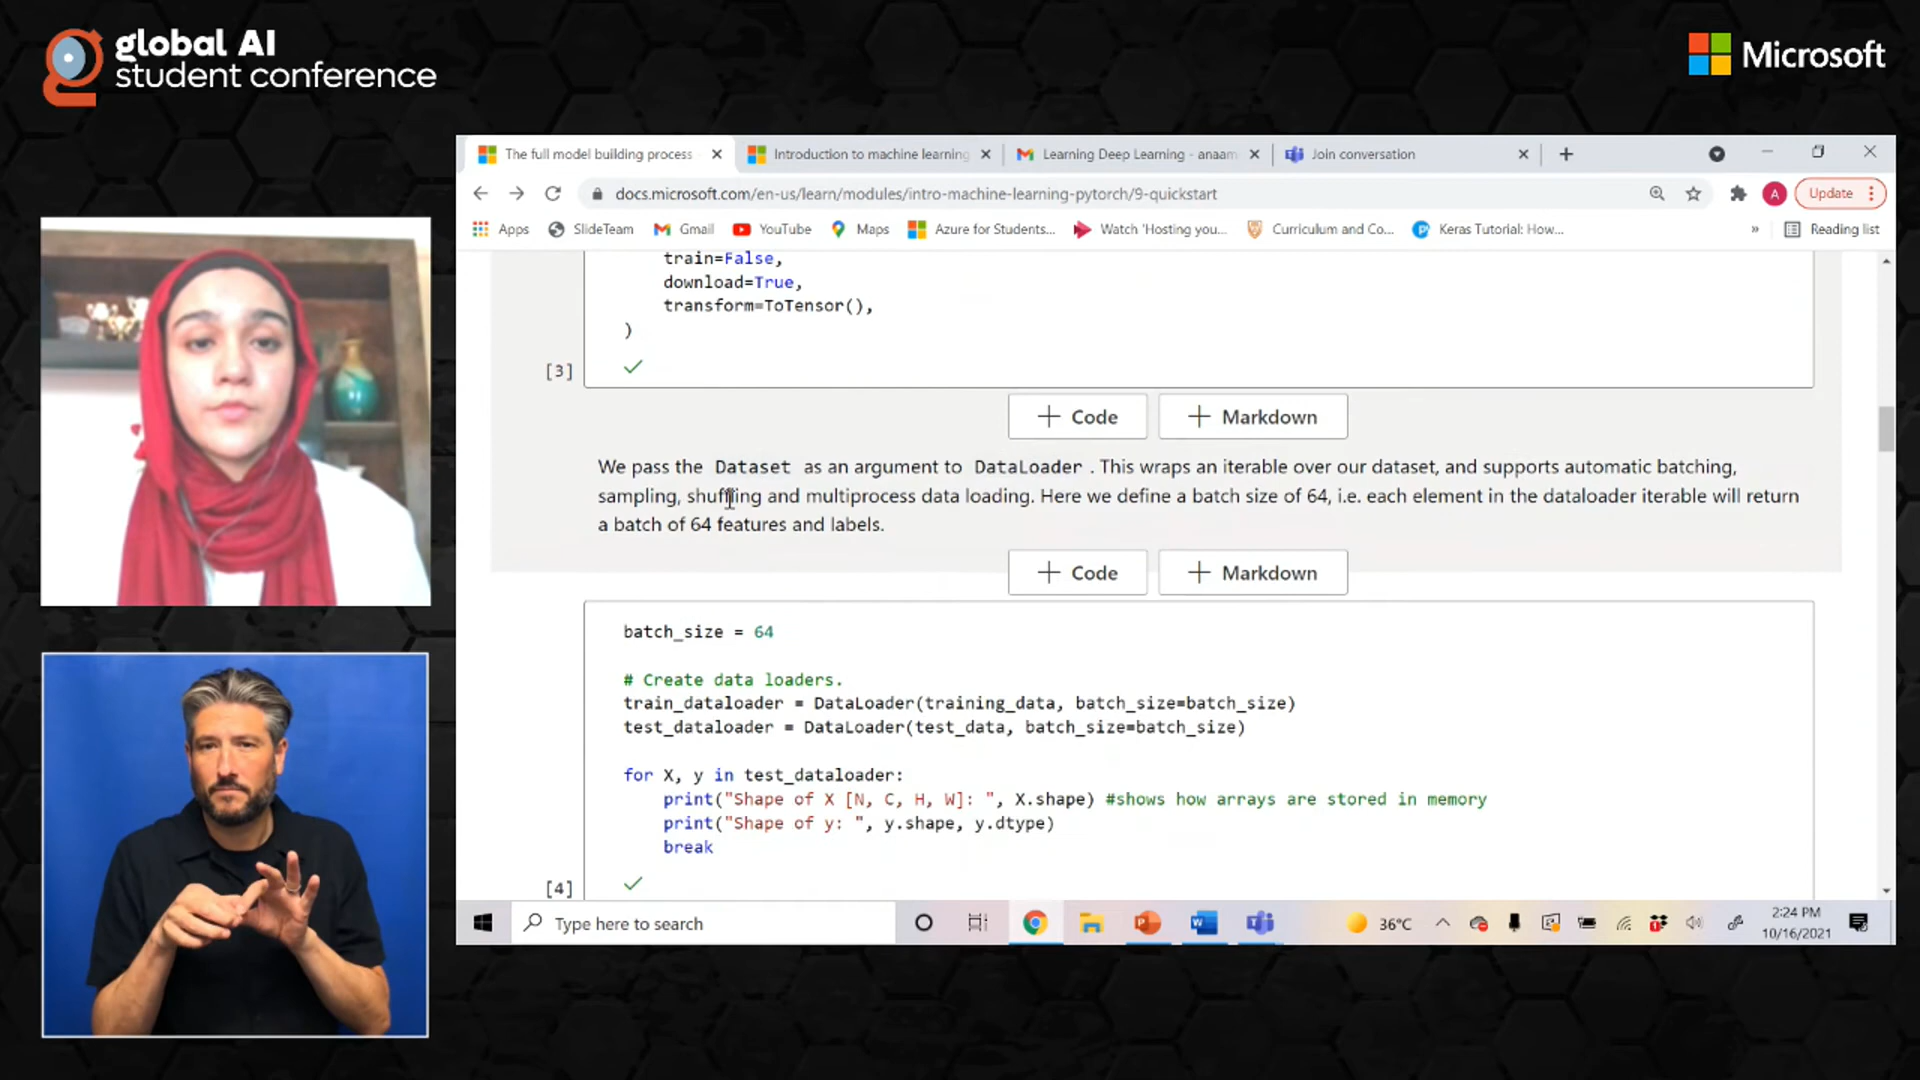 global AI
student conference
Microsoft
The full model building process
Introduction to machine learning
Learning Deep Learning - anaam
Join conversation
docs.microsoft.com/en-us/learn/modules/intro-machine-learning-pytorch/9-quickstart
A
Update
Apps
SlideTeam
Gmail
YouTube
Maps
Azure for Students...
Watch 'Hosting you...
Curriculum and Co...
Keras Tutorial: How...
»
Reading list
train=False,
download=True,
transform=ToTensor(),
)
[3]
+ Code
+ Markdown
We pass the Dataset as an argument to DataLoader . This wraps an iterable over our dataset, and supports automatic batching,
sampling, shuffling and multiprocess data loading. Here we define a batch size of 64, i.e. each element in the dataloader iterable will return
a batch of 64 features and labels.
+ Code
+ Markdown
batch_size = 64
# Create data loaders.
train_dataloader = DataLoader(training_data, batch_size=batch_size)
test_dataloader = DataLoader(test_data, batch_size=batch_size)
for X, y in test_dataloader:
print("Shape of X [N, C, H, W]: ", X.shape) #shows how arrays are stored in memory
print("Shape of y: ", y.shape, y.dtype)
break
[4]
Type here to search
36°C
2:24 PM
10/16/2021